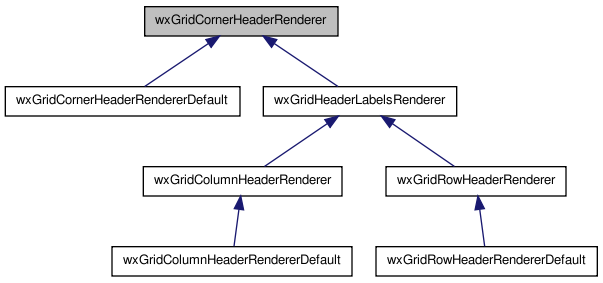 wxGridCornerHeaderRenderer
wxGridCornerHeaderRendererDefault
wxGridHeaderLabelsRenderer
wxGridColumnHeaderRenderer
wxGridRowHeaderRenderer
wxGridColumnHeaderRendererDefault
wxGridRowHeaderRendererDefault